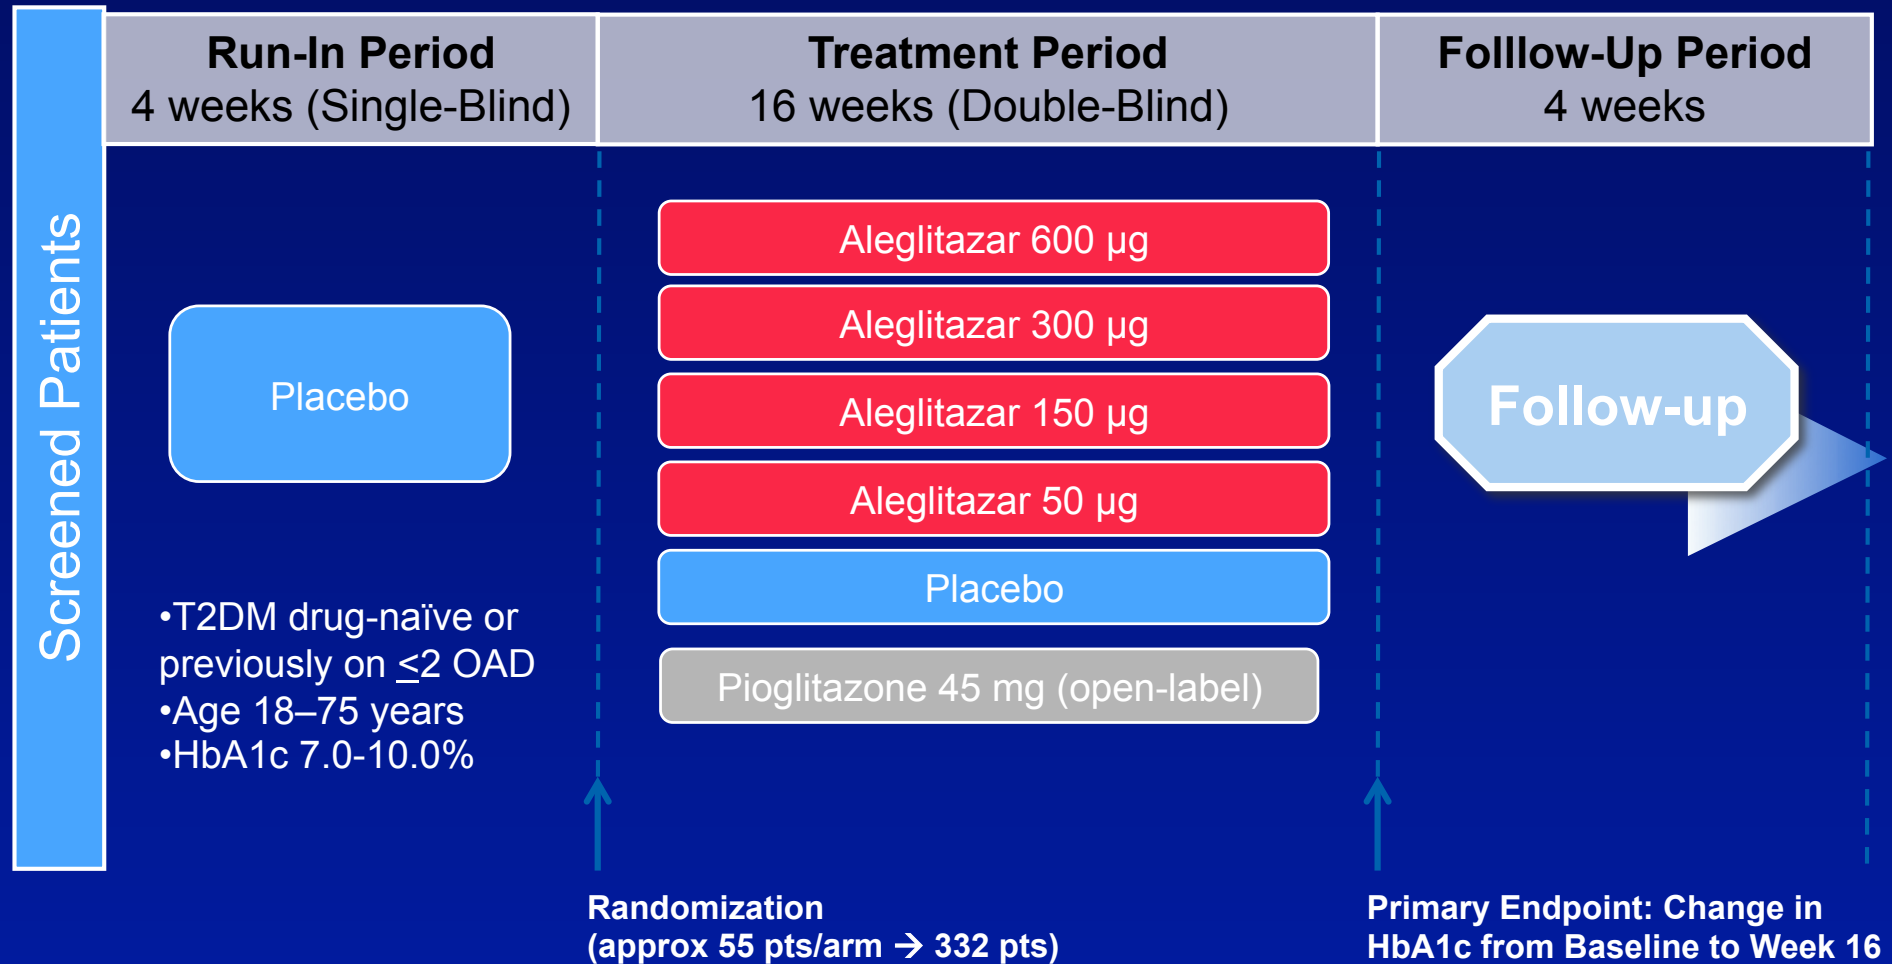 Screened Patients
Run-In Period
4 weeks (Single-Blind)
Treatment Period
16 weeks (Double-Blind)
Folllow-Up Period
4 weeks
Placebo
•T2DM drug-naïve or
previously on <2 OAD
•Age 18–75 years
•HbA1c 7.0-10.0%
Aleglitazar 600 µg
Aleglitazar 300 µg
Aleglitazar 150 µg
Aleglitazar 50 µg
Placebo
Pioglitazone 45 mg (open-label)
Follow-up
Randomization
(approx 55 pts/arm → 332 pts)
Primary Endpoint: Change in
HbA1c from Baseline to Week 16